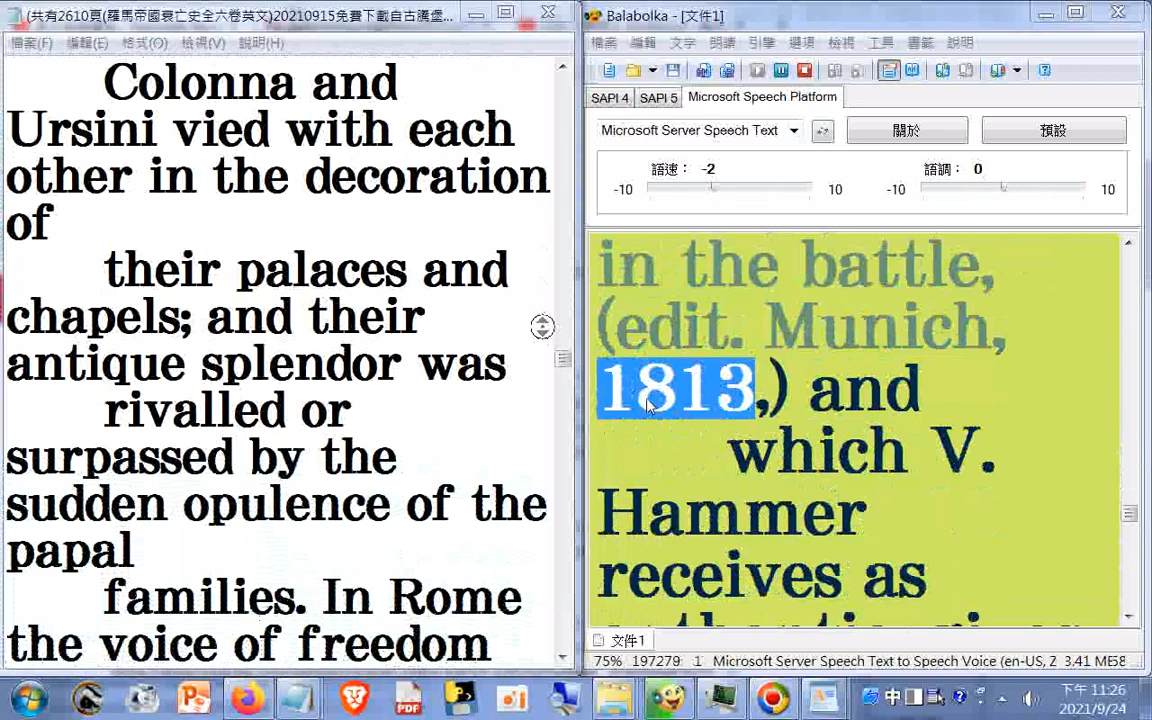 (共有2610頁(羅馬帝國衰亡史全六卷英文)20210915免費下載自古騰堡...
檔案(F) 編輯(E) 格式(O) 檢視(V) 說明(H)
Colonna and
Ursini vied with each
other in the decoration
of
their palaces and
chapels; and their
antique splendor was
rivalled or
surpassed by the
sudden opulence of the
papal
families. In Rome
the voice of freedom
Balabolka - [文件1]
檔案 編輯 文字 朗讀 引擎 選項 檢視 工具 書籤 說明
SAPI 4 SAPI 5 Microsoft Speech Platform
Microsoft Server Speech Text 關於 預設
語速： -2 語調： 0
-10 10 -10 10
in the battle,
(edit. Munich,
1813,) and
which V.
Hammer
receives as
文件1
75% 197279: 1 Microsoft Server Speech Text to Speech Voice (en-US, Z 3.41 ME58
中
下午 11:26
2021/9/24